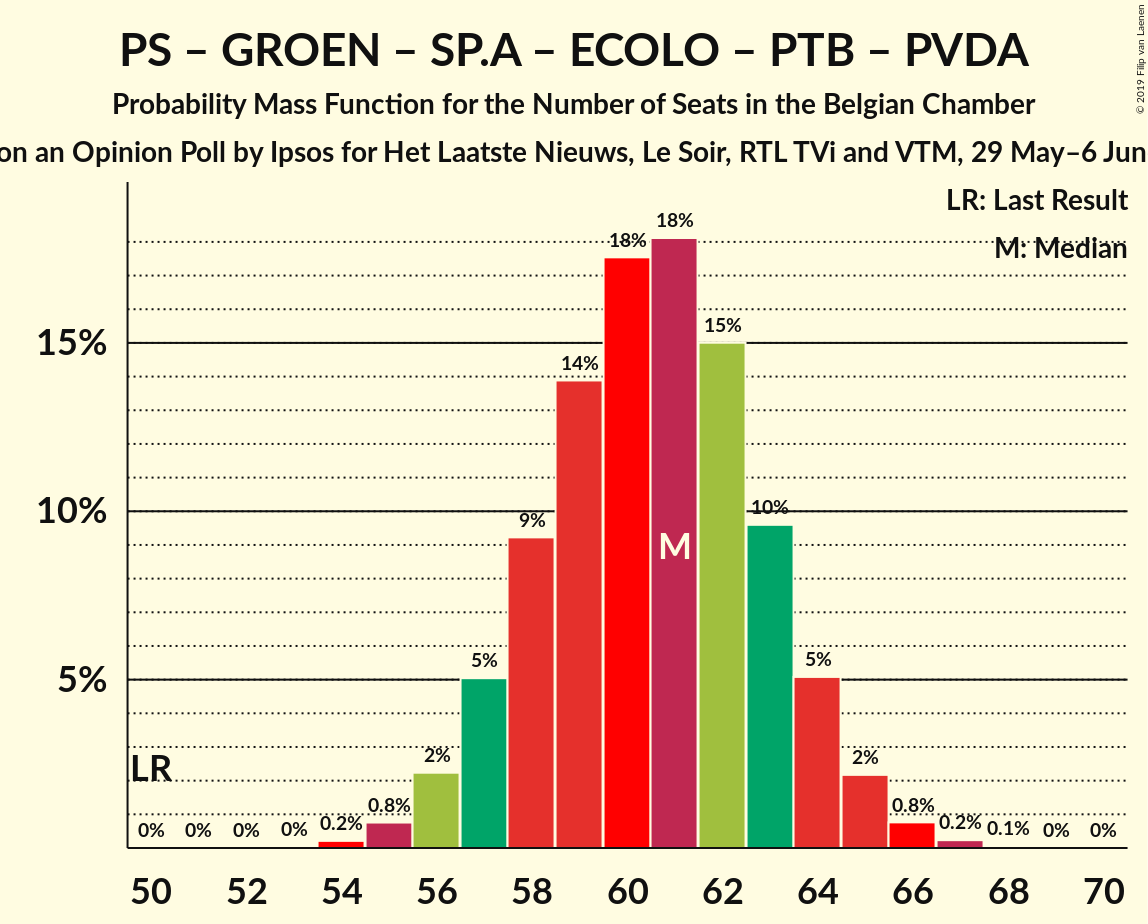 PS – GROEN – SP.A – ECOLO – PTB – PVDA
Probability Mass Function for the Number of Seats in the Belgian Chamber
on an Opinion Poll by Ipsos for Het Laatste Nieuws, Le Soir, RTL TVi and VTM, 29 May–6 Jun
© 2019 Filip van Laenen
LR: Last Result
M: Median
15%
10%
5%
LR
M
0% 0% 0% 0% 0.2% 0.8% 2% 5% 9% 14% 18% 18% 15% 10% 5% 2% 0.8% 0.2% 0.1% 0% 0%
50 52 54 56 58 60 62 64 66 68 70